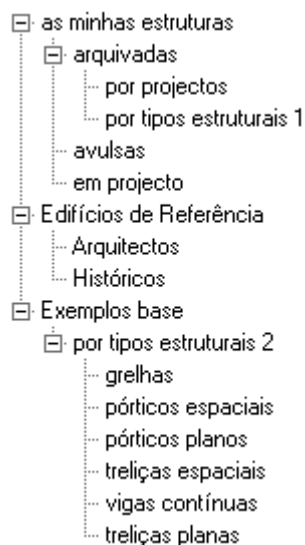 as minhas estruturas
arquivadas
por projectos
por tipos estruturais 1
avulsas
em projecto
Edifícios de Referência
Arquitectos
Históricos
Exemplos base
por tipos estruturais 2
grelhas
pórticos espaciais
pórticos planos
treliças espaciais
vigas contínuas
treliças planas